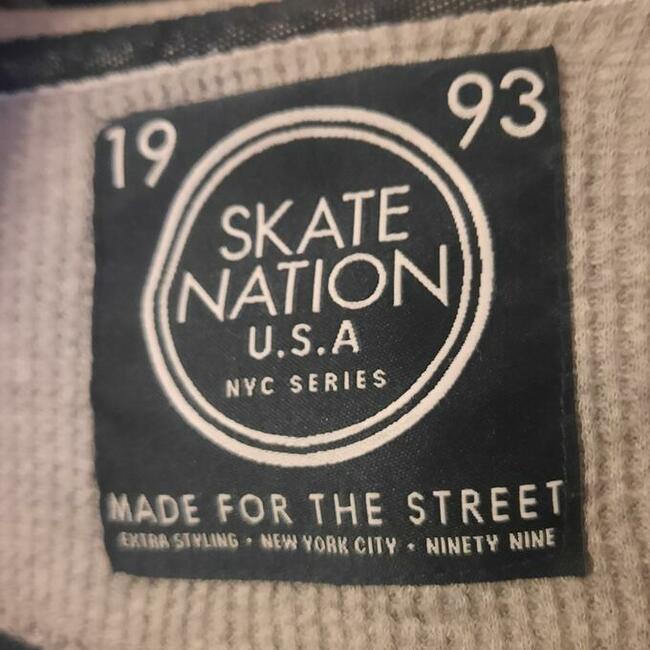 19 93
SKATE
NATION
U.S.A
NYC SERIES
MADE FOR THE STREET
EXTRA STYLING • NEW YORK CITY • NINETY NINE